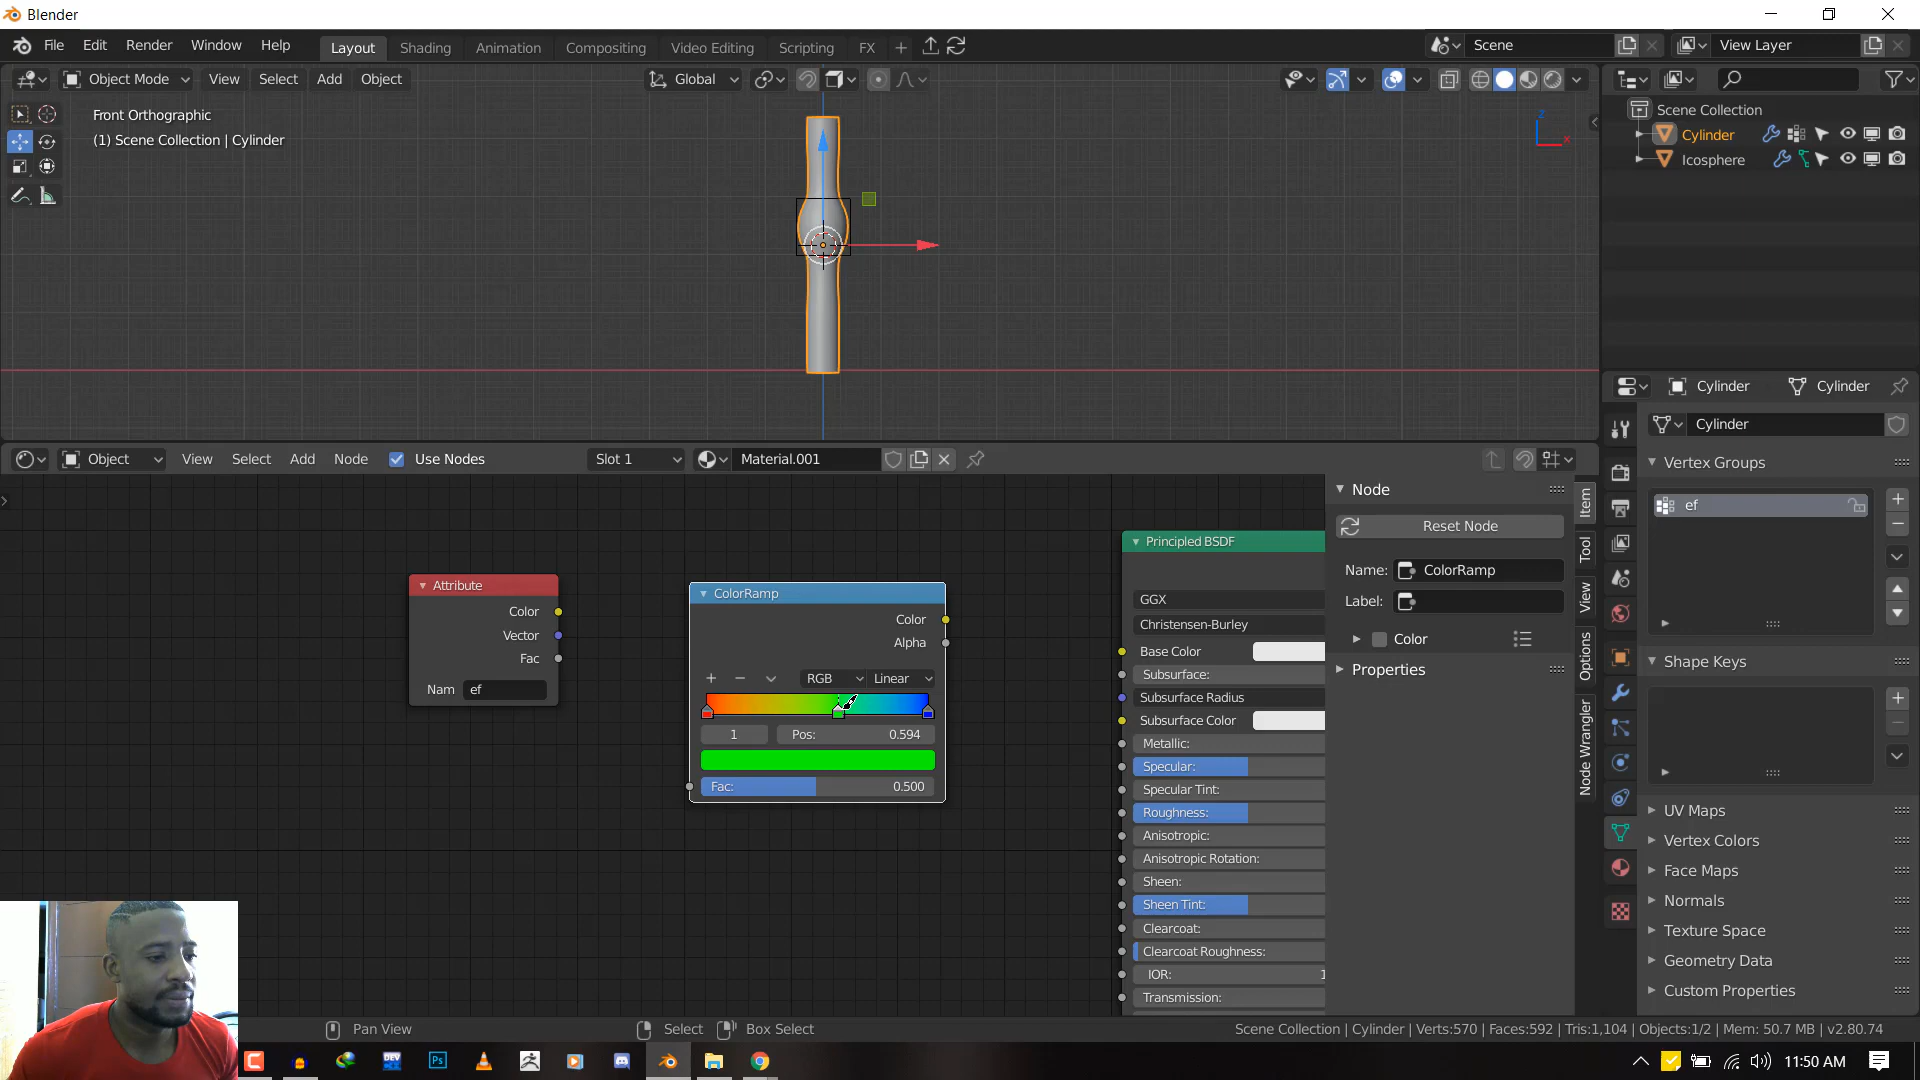 Blender
File Edit Render Window Help Layout Shading Animation Compositing Video Editing Scripting FX + Scene View Layer
Object Mode View Select Add Object Global
Front Orthographic
(1) Scene Collection | Cylinder
Z
X
Scene Collection
Cylinder
Icosphere
Cylinder Cylinder
Cylinder
Vertex Groups
ef
Shape Keys
UV Maps
Vertex Colors
Face Maps
Normals
Texture Space
Geometry Data
Custom Properties
Object View Select Add Node Use Nodes Slot 1 Material.001
Attribute
Color
Vector
Fac
Nam ef
ColorRamp
Color
Alpha
RGB Linear
1 Pos: 0.594
Fac: 0.500
Principled BSDF
GGX
Christensen-Burley
Base Color
Subsurface:
Subsurface Radius
Subsurface Color
Metallic:
Specular:
Specular Tint:
Roughness:
Anisotropic:
Anisotropic Rotation:
Sheen:
Sheen Tint:
Clearcoat:
Clearcoat Roughness:
IOR: 1
Transmission:
Node
Reset Node
Name: ColorRamp
Label:
Color
Properties
Item
Tool
View
Options
Node Wrangler
Pan View Select Box Select Scene Collection | Cylinder | Verts:570 | Faces:592 | Tris:1,104 | Objects:1/2 | Mem: 50.7 MB | v2.80.74
DEV Ps 11:50 AM